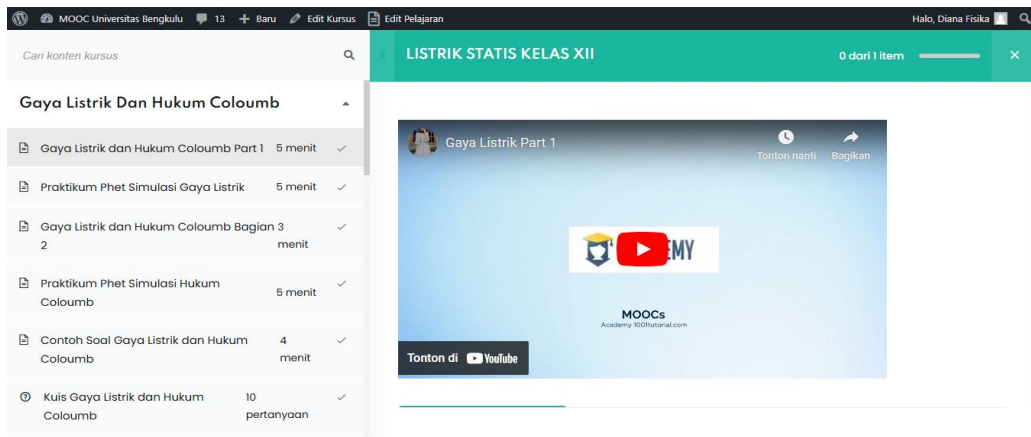 MOOC Universitas Bengkulu 13 + Baru Edit Kursus Edit Pelajaran Halo, Diana Fisika
Cari konten kursus
LISTRIK STATIS KELAS XII
0 dari 1 item
Gaya Listrik Dan Hukum Coloumb
Gaya Listrik dan Hukum Coloumb Part 1 5 menit
Praktikum Phet Simulasi Gaya Listrik 5 menit
Gaya Listrik dan Hukum Coloumb Bagian 3
2 menit
Praktikum Phet Simulasi Hukum
Coloumb 5 menit
Contoh Soal Gaya Listrik dan Hukum 4
Coloumb menit
Kuis Gaya Listrik dan Hukum 10
Coloumb pertanyaan
Gaya Listrik Part 1
Tonton nanti Bagikan
MOOCs
Academy 1001tutorial.com
Tonton di YouTube